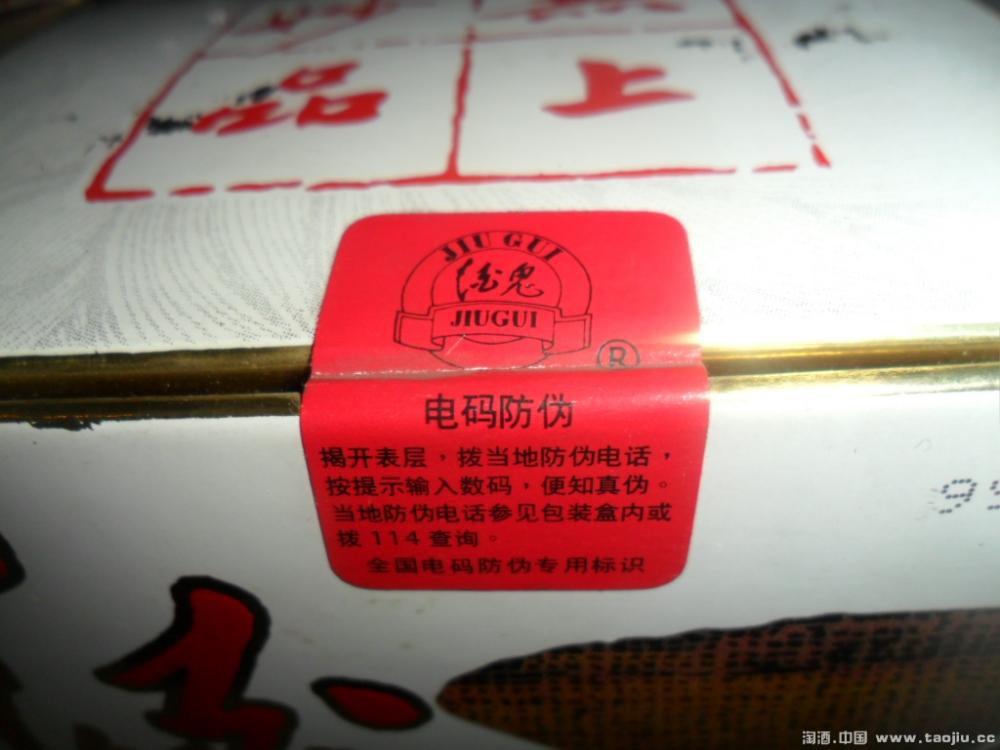 品 上
JIU GUI
酒鬼
JIUGUI
®
电码防伪
揭开表层，拨当地防伪电话，
按提示输入数码，便知真伪。
当地防伪电话参见包装盒内或
拨114查询。
全国电码防伪专用标识
淘酒.中国 www.taojiu.cc